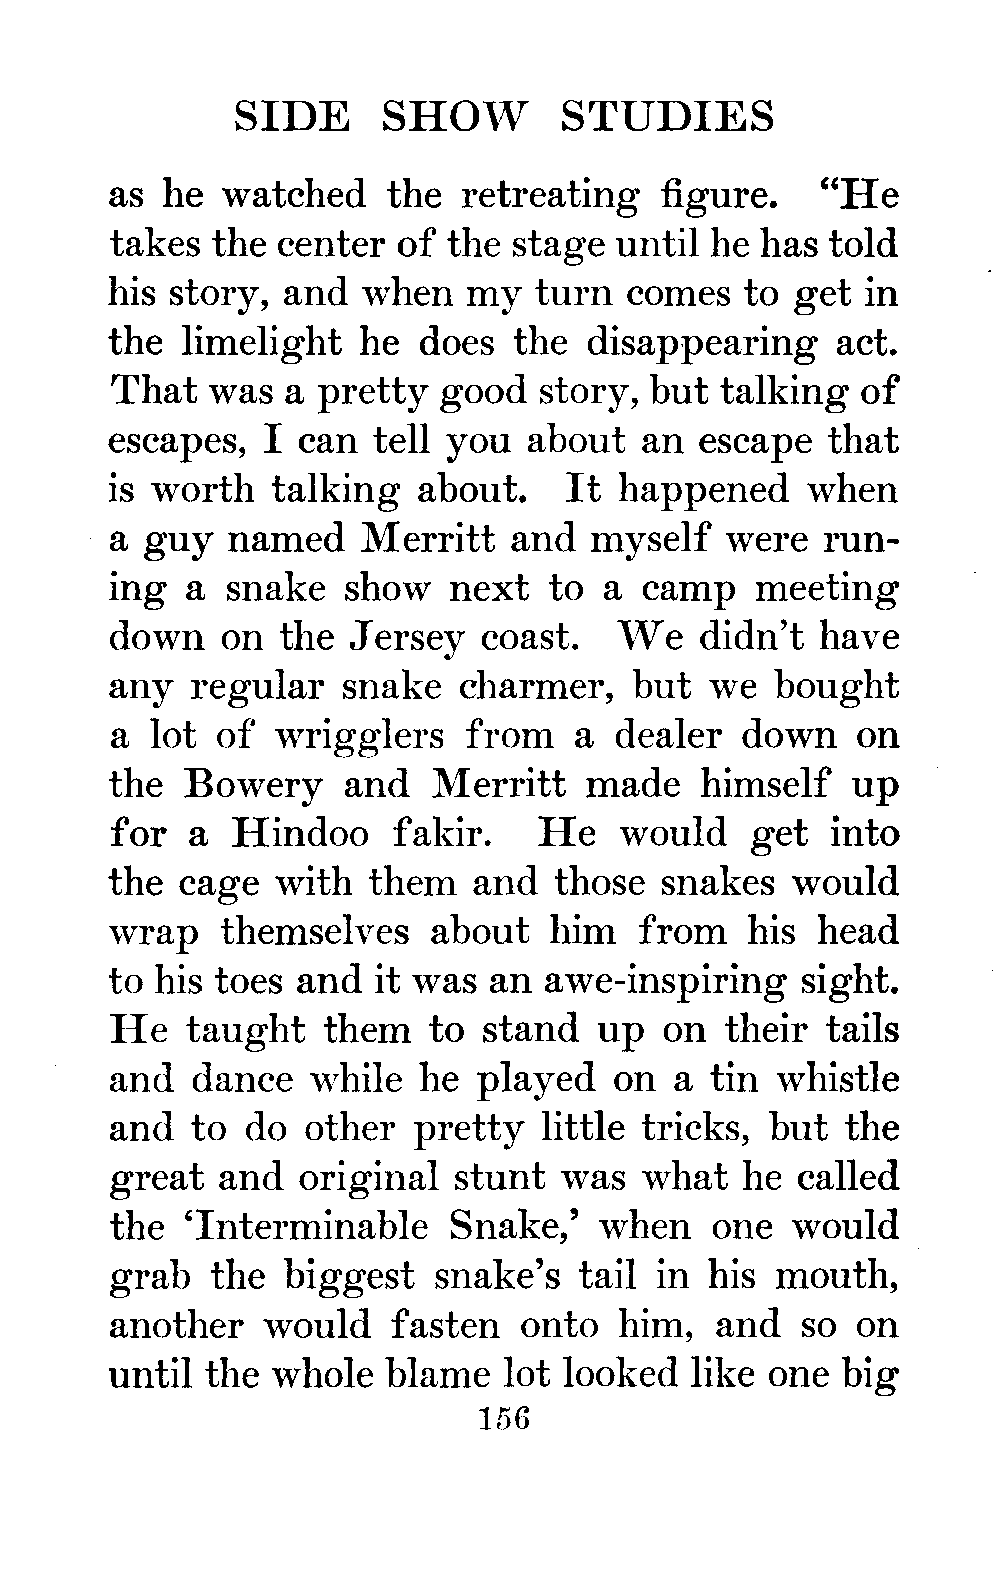 SIDE SHOW STUDIES
as he watched the retreating figure. “He
takes the center of the stage until he has told
his story, and when my turn comes to get in
the limelight he does the disappearing act.
That was a pretty good story, but talking of
escapes, I can tell you about an escape that
is worth talking about. It happened when
a guy named Merritt and myself were run-
ing a snake show next to a camp meeting
down on the Jersey coast. We didn’t have
any regular snake charmer, but we bought
a lot of wrigglers from a dealer down on
the Bowery and Merritt made himself up
for a Hindoo fakir. He would get into
the cage with them and those snakes would
wrap themselves about him from his head
to his toes and it was an awe-inspiring sight.
He taught them to stand up on their tails
and dance while he played on a tin whistle
and to do other pretty little tricks, but the
great and original stunt was what he called
the ‘Interminable Snake,’ when one would
grab the biggest snake’s tail in his mouth,
another would fasten onto him, and so on
until the whole blame lot looked like one big
156